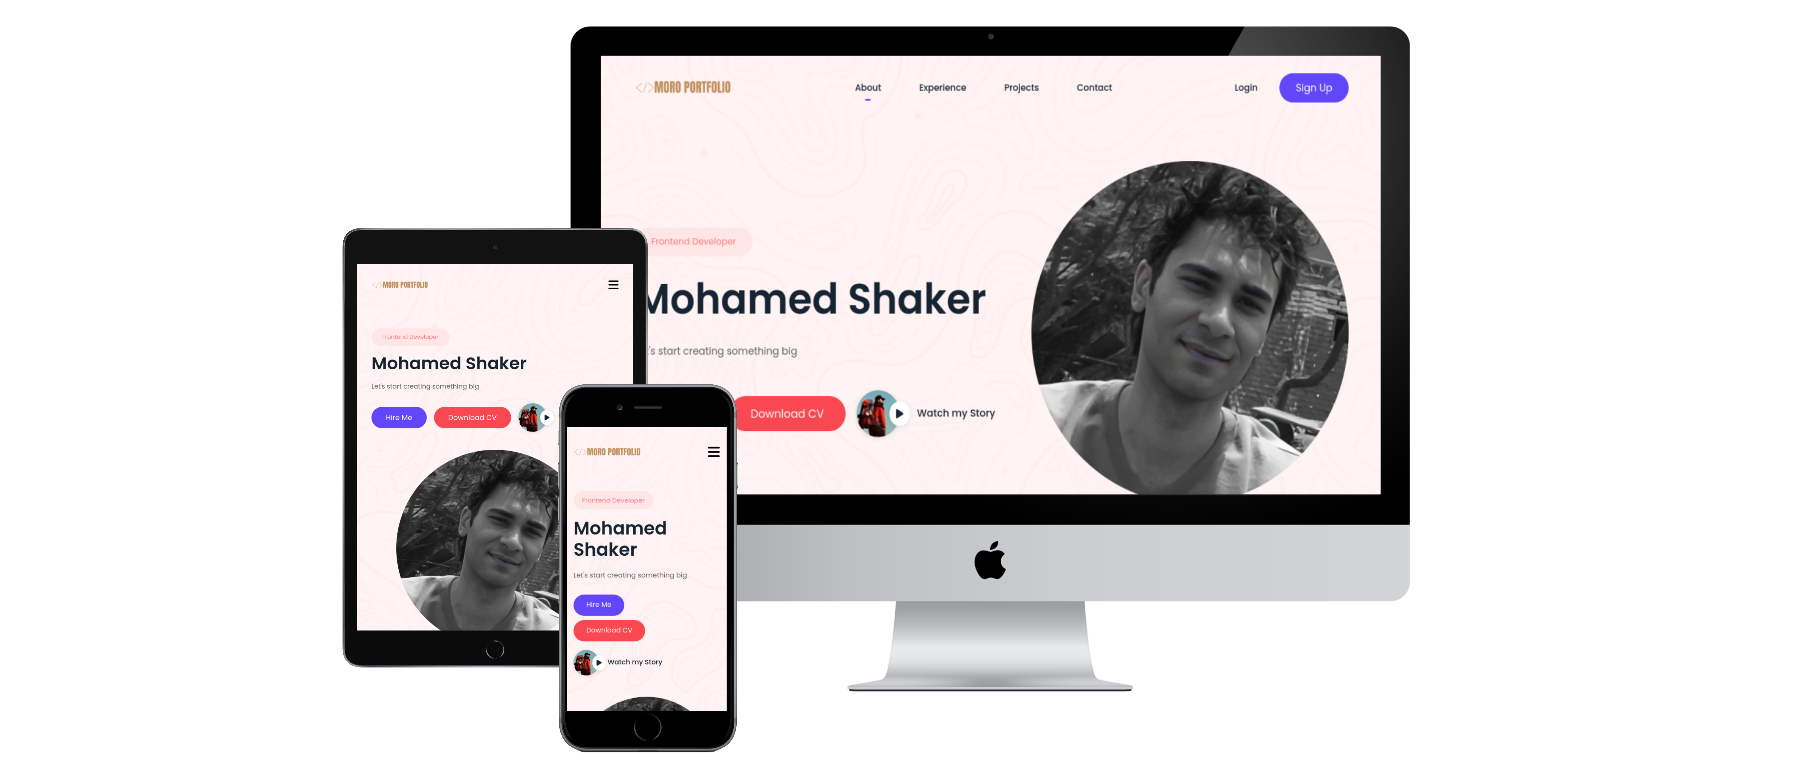 </>MORO PORTFOLIO
About Experience Projects Contact
Login Sign Up
Frontend Developer
Mohamed Shaker
's start creating something big
Download CV
Watch my Story
</>MORO PORTFOLIO
Frontend Developer
Mohamed Shaker
Let's start creating something big
Hire Me Download CV
</>MORO PORTFOLIO
Frontend Developer
Mohamed
Shaker
Let's start creating something big
Hire Me
Download CV
Watch my Story